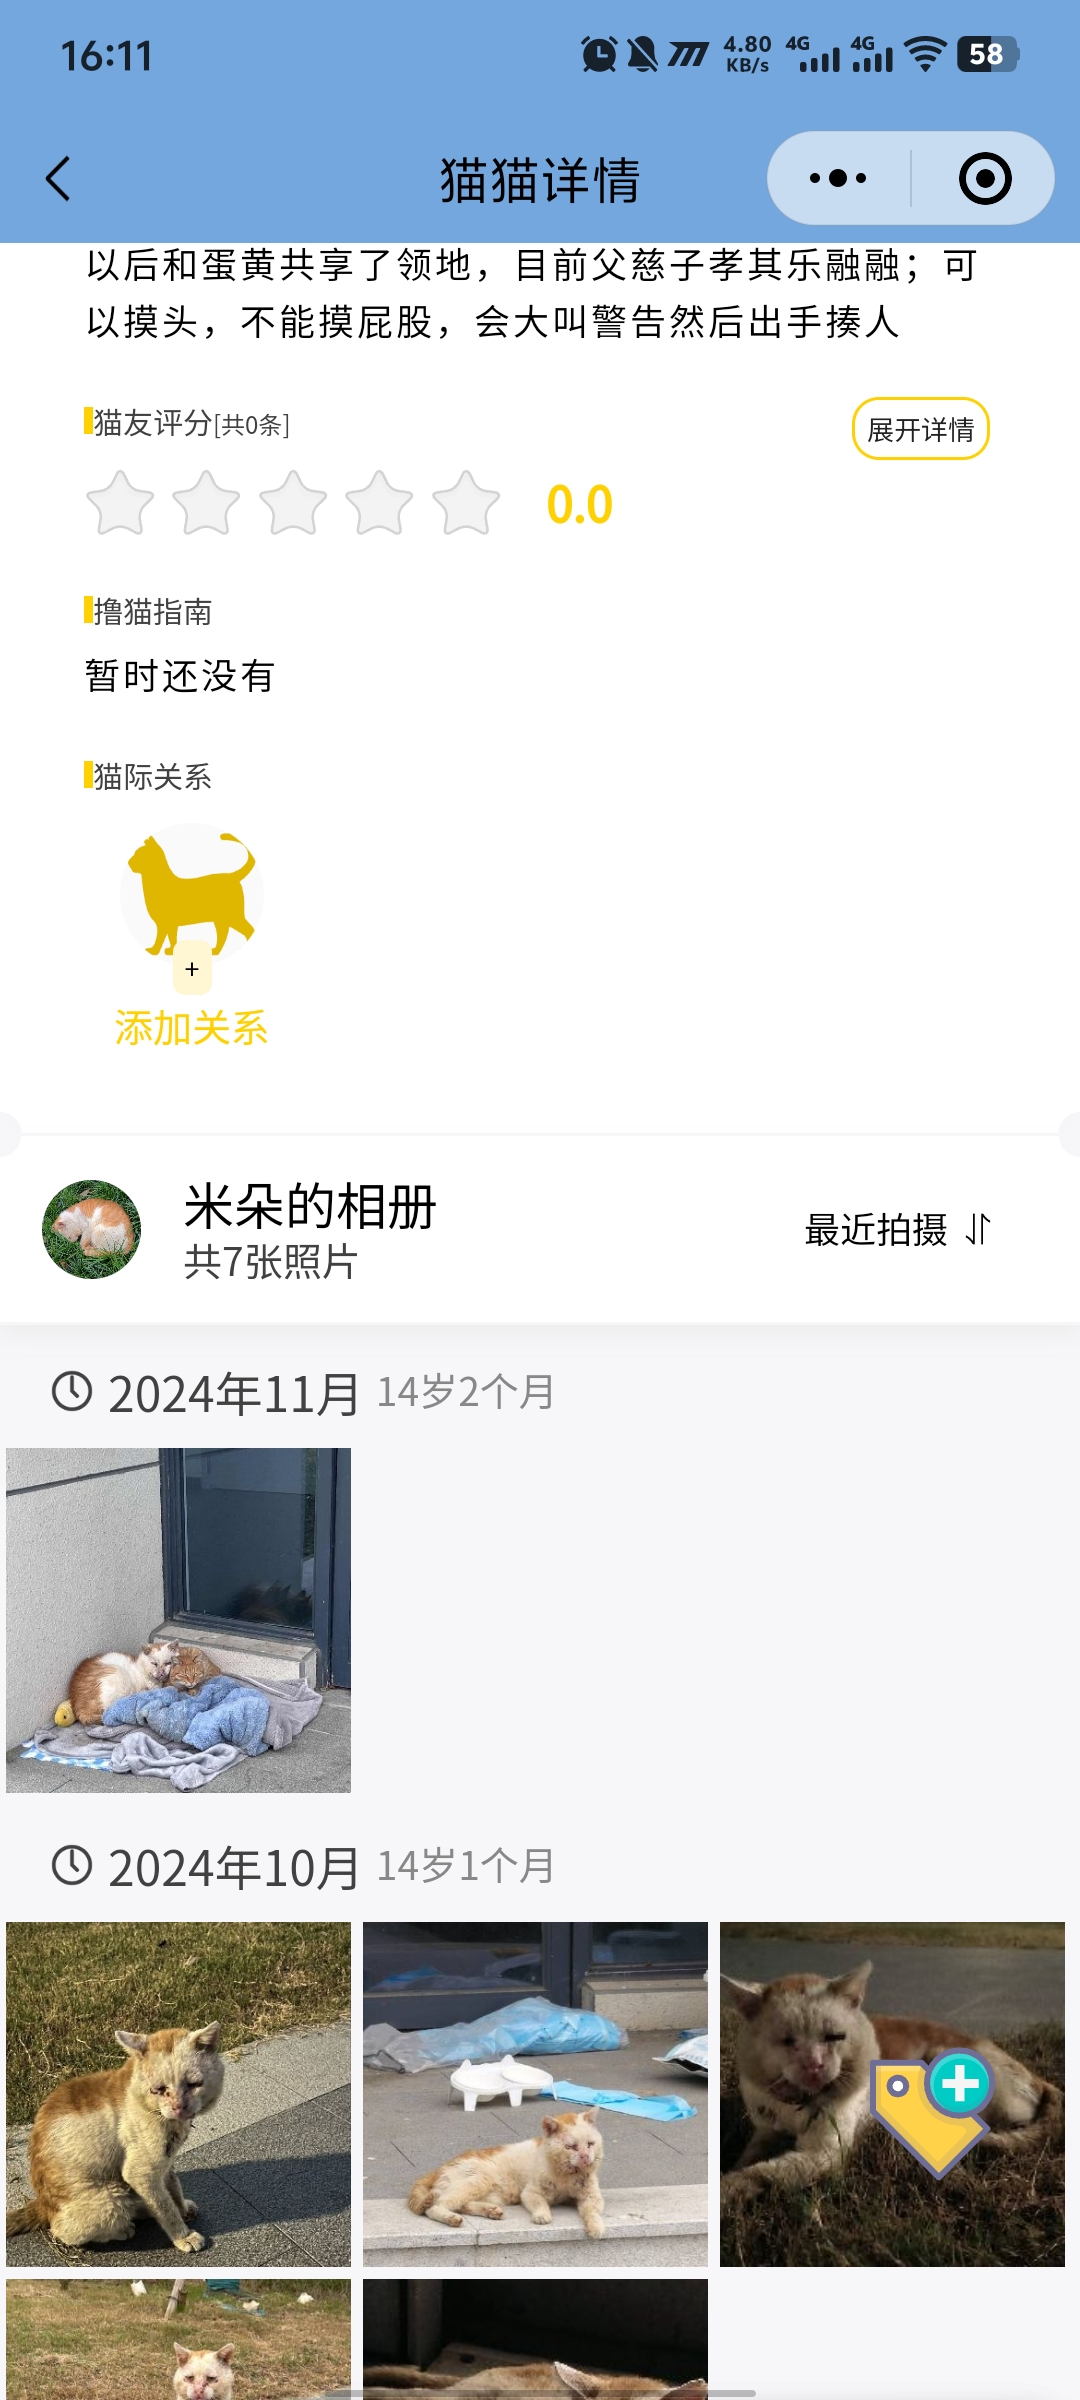 16:11
4.80 KB/s 4G 4G 58
猫猫详情
以后和蛋黄共享了领地，目前父慈子孝其乐融融；可
以摸头，不能摸屁股，会大叫警告然后出手揍人
猫友评分[共0条]
展开详情
0.0
撸猫指南
暂时还没有
猫际关系
+
添加关系
米朵的相册
共7张照片
最近拍摄
2024年11月 14岁2个月
2024年10月 14岁1个月